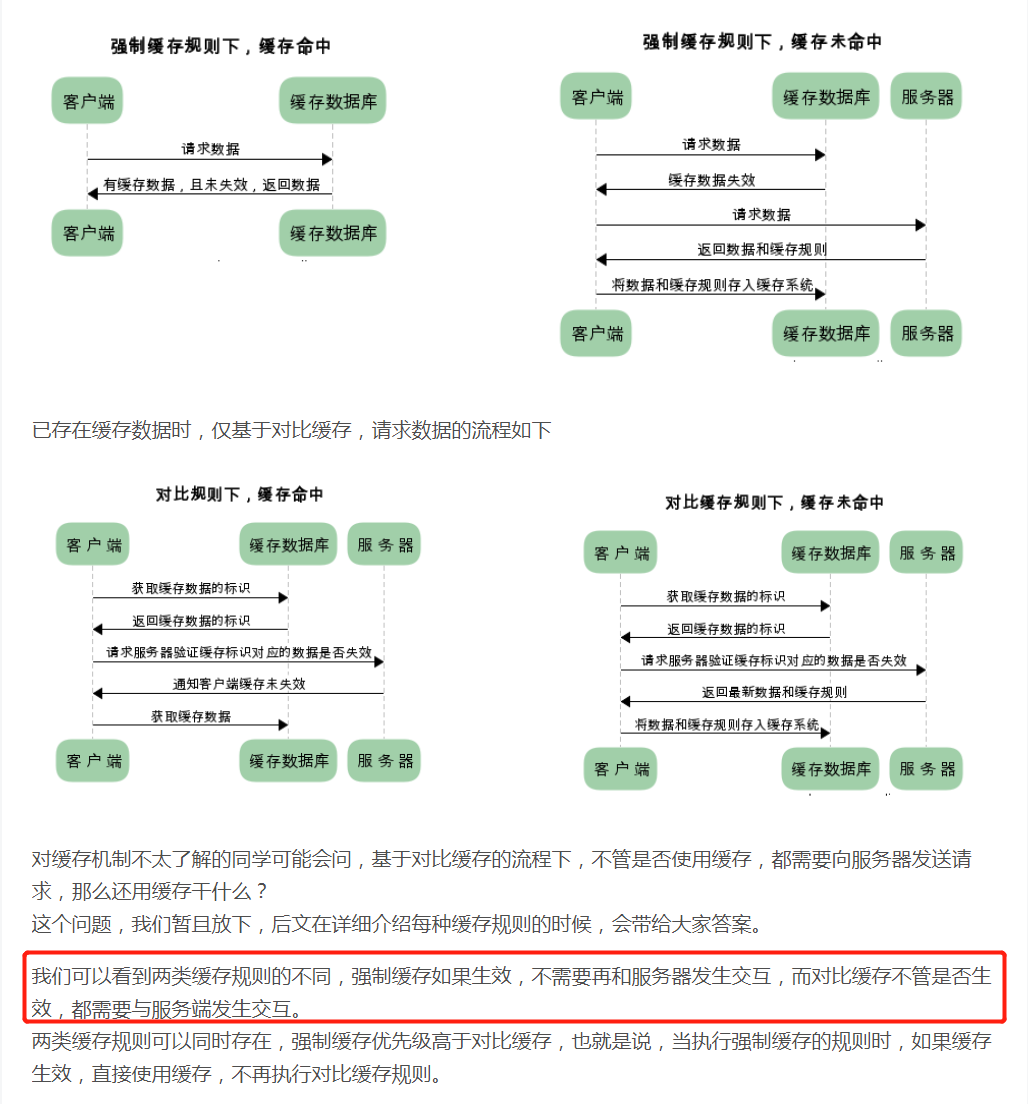 强制缓存规则下，缓存命中
客户端
缓存数据库
请求数据
有缓存数据，且未失效，返回数据
客户端
缓存数据库
强制缓存规则下，缓存未命中
客户端
缓存数据库
服务器
请求数据
缓存数据失效
请求数据
返回数据和缓存规则
将数据和缓存规则存入缓存系统
客户端
缓存数据库
服务器
已存在缓存数据时，仅基于对比缓存，请求数据的流程如下
对比规则下，缓存命中
客户端
缓存数据库
服务器
获取缓存数据的标识
返回缓存数据的标识
请求服务器验证缓存标识对应的数据是否失效
通知客户端缓存未失效
获取缓存数据
客户端
缓存数据库
服务器
对比缓存规则下，缓存未命中
客户端
缓存数据库
服务器
获取缓存数据的标识
返回缓存数据的标识
请求服务器验证缓存标识对应的数据是否失效
返回最新数据和缓存规则
将数据和缓存规则存入缓存系统
客户端
缓存数据库
服务器
对缓存机制不太了解的同学可能会问，基于对比缓存的流程下，不管是否使用缓存，都需要向服务器发送请
求，那么还用缓存干什么？
这个问题，我们暂且放下，后文在详细介绍每种缓存规则的时候，会带给大家答案。
我们可以看到两类缓存规则的不同，强制缓存如果生效，不需要再和服务器发生交互，而对比缓存不管是否生
效，都需要与服务端发生交互。
两类缓存规则可以同时存在，强制缓存优先级高于对比缓存，也就是说，当执行强制缓存的规则时，如果缓存
生效，直接使用缓存，不再执行对比缓存规则。